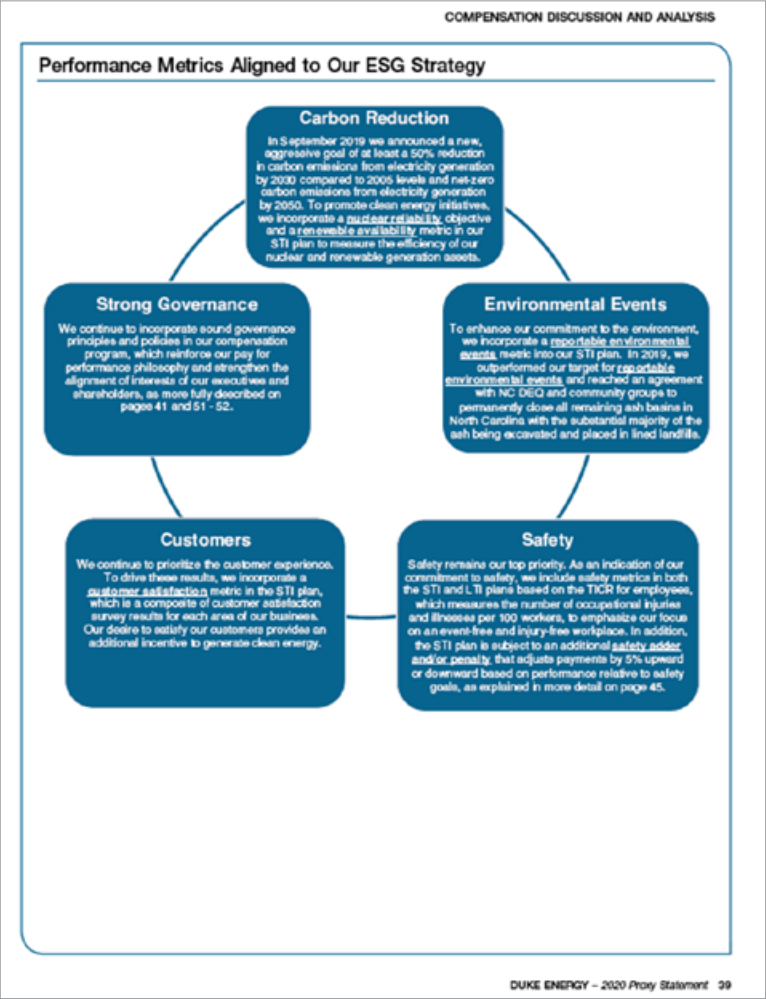 COMPENSATION DISCUSSION AND ANALYSIS
Performance Metrics Aligned to Our ESG Strategy
Carbon Reduction
In September 2019 we announced a new,
aggressive goal of at least a 50% reduction
in carbon emissions from electricity generation
by 2030 compared to 2005 levels and net-zero
carbon emissions from electricity generation
by 2050. To promote clean energy initiatives,
we incorporate a nuclear reliability objective
and a renewable availability metric in our
STI plan to measure the efficiency of our
nuclear and renewable generation assets.
Strong Governance
We continue to incorporate sound governance
principles and policies in our compensation
program, which reinforce our pay for
performance philosophy and strengthen the
alignment of interests of our executives and
shareholders, as more fully described on
pages 41 and 51 - 52.
Environmental Events
To enhance our commitment to the environment,
we incorporate a reportable environmental
events metric into our STI plan. In 2019, we
outperformed our target for reportable
environmental events and reached an agreement
with NC DEQ and community groups to
permanently close all remaining ash basins in
North Carolina with the substantial majority of the
ash being excavated and placed in lined landfills.
Customers
We continue to prioritize the customer experience.
To drive these results, we incorporate a
customer satisfaction metric in the STI plan,
which is a composite of customer satisfaction
survey results for each area of our business.
Our desire to satisfy our customers provides an
additional incentive to generate clean energy.
Safety
Safety remains our top priority. As an indication of our
commitment to safety, we include safety metrics in both
the STI and LTI plans based on the TICR for employees,
which measures the number of occupational injuries
and illnesses per 100 workers, to emphasize our focus
on an event-free and injury-free workplace. In addition,
the STI plan is subject to an additional safety adder
and/or penalty that adjusts payments by 5% upward
or downward based on performance relative to safety
goals, as explained in more detail on page 45.
DUKE ENERGY – 2020 Proxy Statement 39